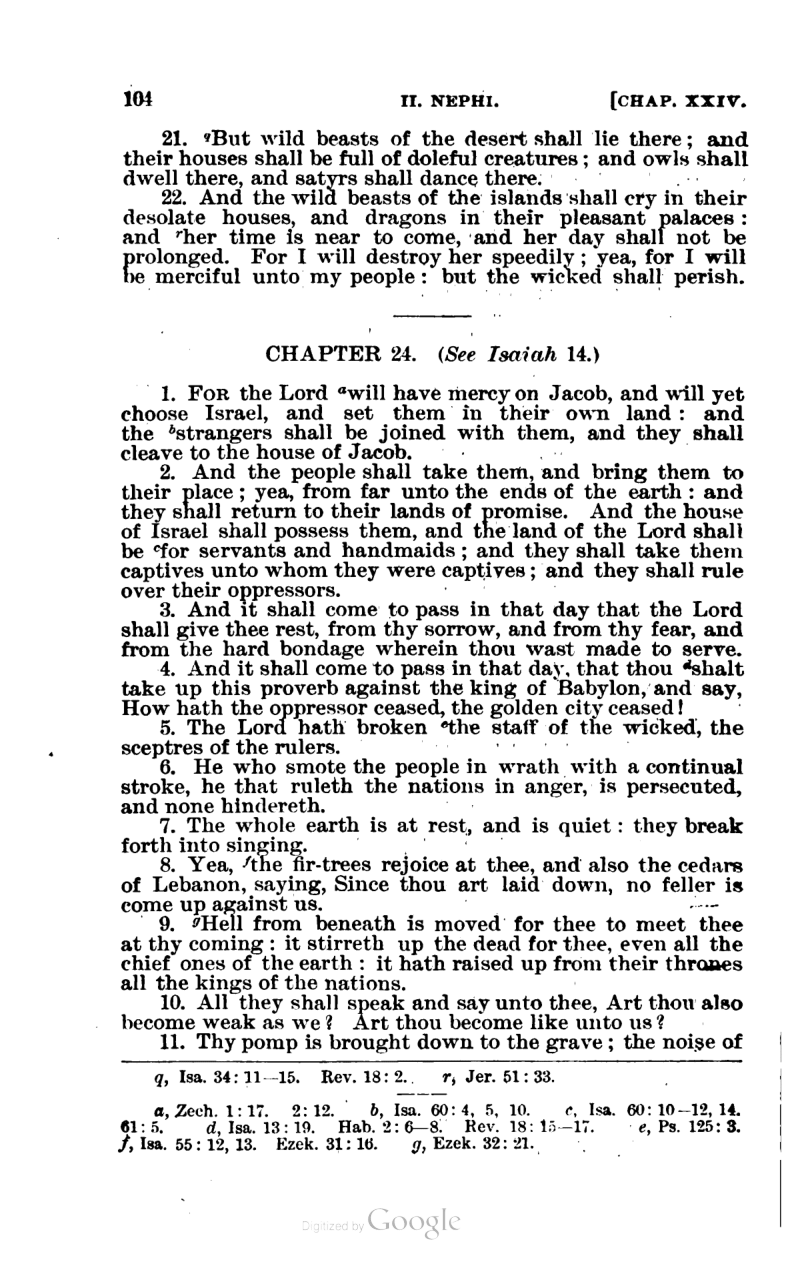 104 II. NEPHI. [CHAP. XXIV.
21. qBut wild beasts of the desert shall lie there; and
their houses shall be full of doleful creatures; and owls shall
dwell there, and satyrs shall dance there.
22. And the wild beasts of the islands shall cry in their
desolate houses, and dragons in their pleasant palaces:
and rher time is near to come, and her day shall not be
prolonged. For I will destroy her speedily; yea, for I will
be merciful unto my people: but the wicked shall perish.
CHAPTER 24. (See Isaiah 14.)
1. FOR the Lord awill have mercy on Jacob, and will yet
choose Israel, and set them in their own land: and
the bstrangers shall be joined with them, and they shall
cleave to the house of Jacob.
2. And the people shall take them, and bring them to
their place; yea, from far unto the ends of the earth: and
they shall return to their lands of promise. And the house
of Israel shall possess them, and the land of the Lord shall
be cfor servants and handmaids; and they shall take them
captives unto whom they were captives; and they shall rule
over their oppressors.
3. And it shall come to pass in that day that the Lord
shall give thee rest, from thy sorrow, and from thy fear, and
from the hard bondage wherein thou wast made to serve.
4. And it shall come to pass in that day, that thou dshalt
take up this proverb against the king of Babylon, and say,
How hath the oppressor ceased, the golden city ceased!
5. The Lord hath broken ethe staff of the wicked, the
sceptres of the rulers.
6. He who smote the people in wrath with a continual
stroke, he that ruleth the nations in anger, is persecuted,
and none hindereth.
7. The whole earth is at rest, and is quiet: they break
forth into singing.
8. Yea, fthe fir-trees rejoice at thee, and also the cedars
of Lebanon, saying, Since thou art laid down, no feller is
come up against us.
9. gHell from beneath is moved for thee to meet thee
at thy coming: it stirreth up the dead for thee, even all the
chief ones of the earth: it hath raised up from their thrones
all the kings of the nations.
10. All they shall speak and say unto thee, Art thou also
become weak as we? Art thou become like unto us?
11. Thy pomp is brought down to the grave; the noise of
q, Isa. 34: 11—15. Rev. 18: 2. r, Jer. 51: 33.
a, Zech. 1: 17. 2: 12. b, Isa. 60: 4, 5, 10. c, Isa. 60: 10—12, 14.
61: 5. d, Isa. 13: 19. Hab. 2: 6—8. Rev. 18: 15—17. e, Ps. 125: 3.
f, Isa. 55: 12, 13. Ezek. 31: 16. g, Ezek. 32: 21.
Digitized by Google